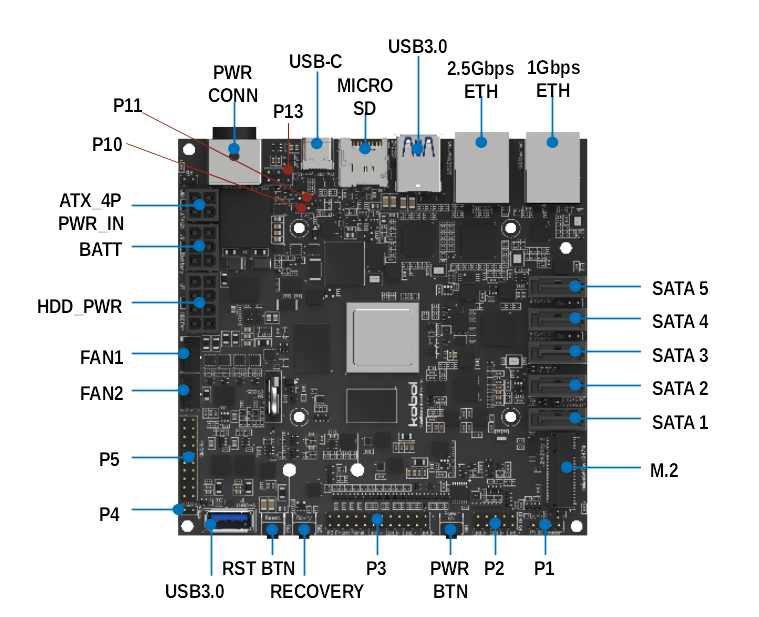 USB3.0
USB-C
2.5Gbps
ETH
1Gbps
ETH
PWR
CONN
MICRO
SD
P11
P13
P10
ATX_4P
PWR_IN
BATT
HDD_PWR
FAN1
FAN2
P5
P4
SATA 5
SATA 4
SATA 3
SATA 2
SATA 1
M.2
kobol
USB3.0
RST BTN
RECOVERY
P3
PWR
BTN
P2
P1